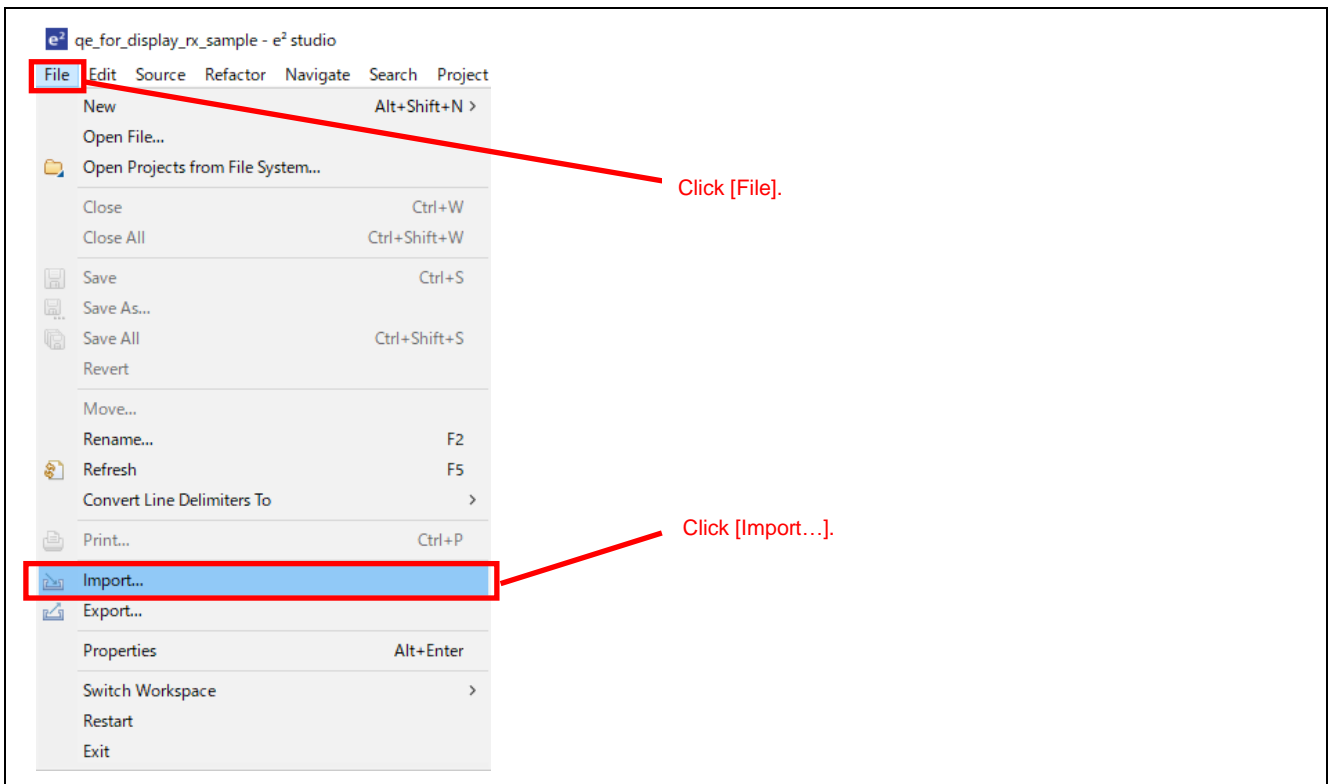 e² qe_for_display_rx_sample - e² studio
File Edit Source Refactor Navigate Search Project
New Alt+Shift+N >
Open File...
Open Projects from File System...
Click [File].
Close Ctrl+W
Close All Ctrl+Shift+W
Save Ctrl+S
Save As...
Save All Ctrl+Shift+S
Revert
Move...
Rename... F2
Refresh F5
Convert Line Delimiters To >
Click [Import…].
Print... Ctrl+P
Import...
Export...
Properties Alt+Enter
Switch Workspace >
Restart
Exit